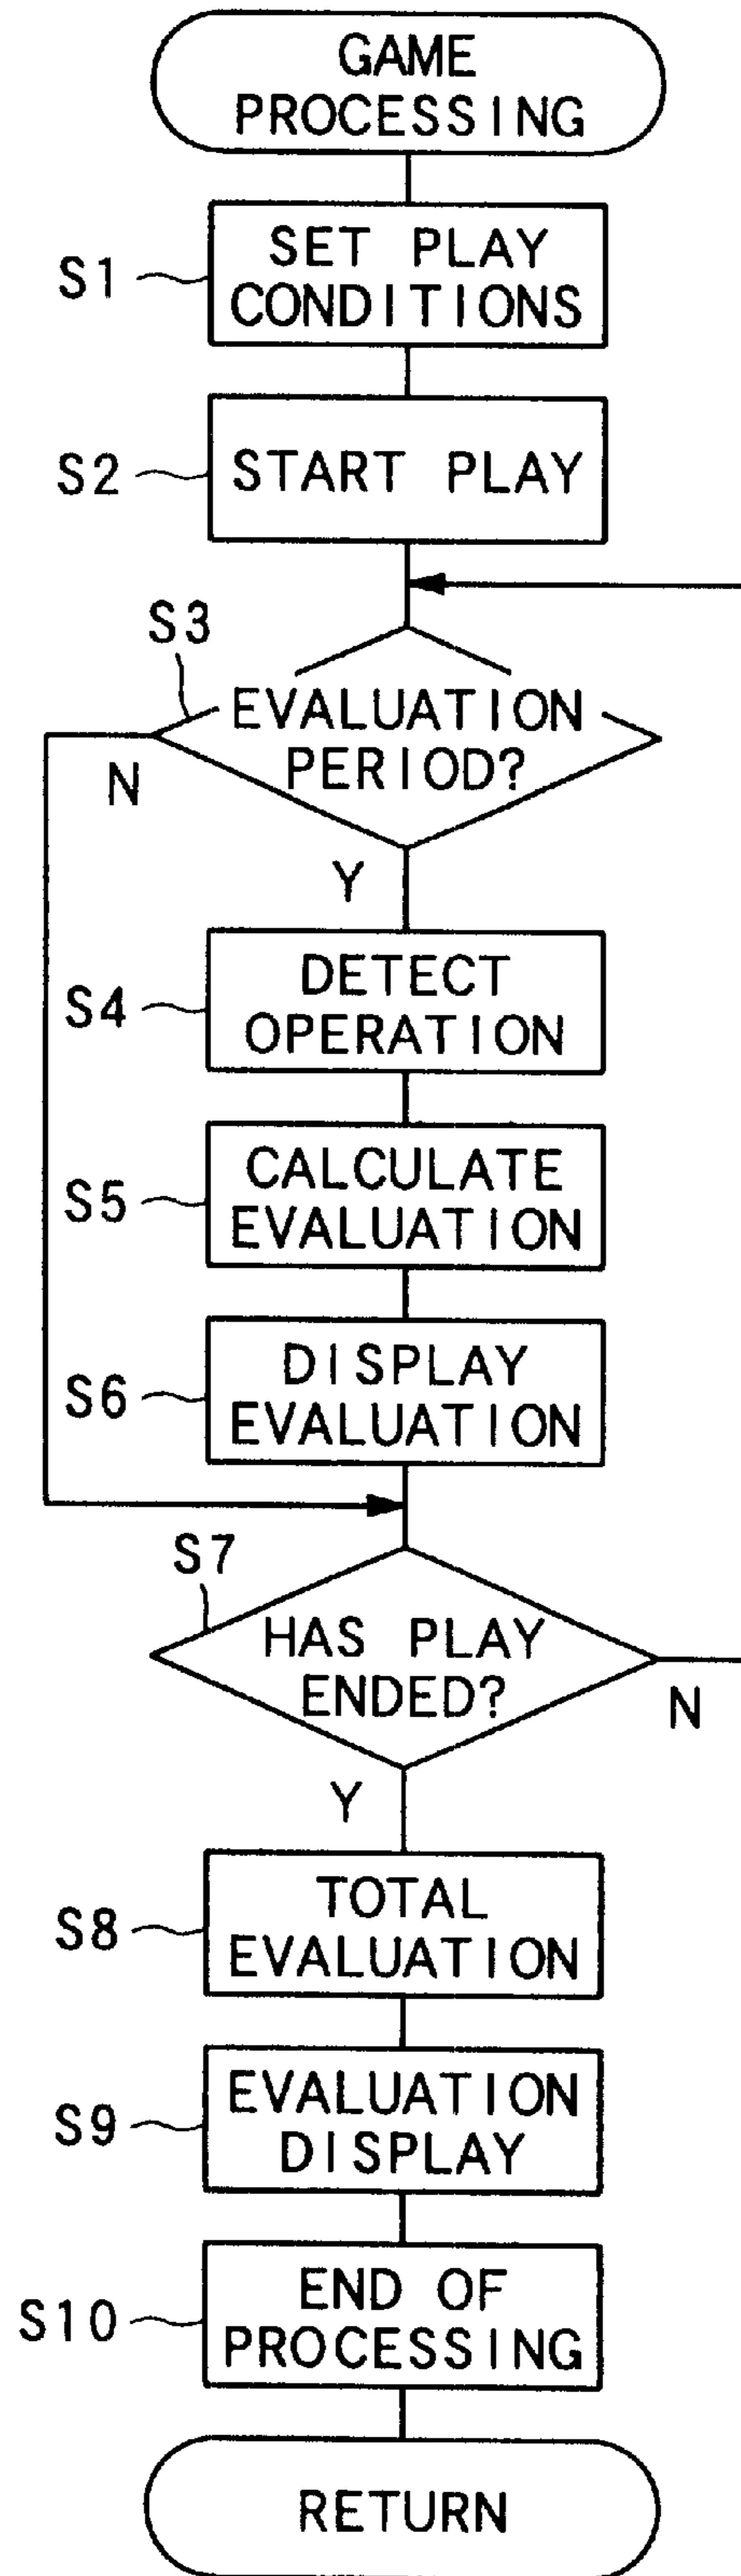 GAME
PROCESSING
S1
SET PLAY
CONDITIONS
S2
START PLAY
S3
EVALUATION
PERIOD?
N
Y
S4
DETECT
OPERATION
S5
CALCULATE
EVALUATION
S6
DISPLAY
EVALUATION
S7
HAS PLAY
ENDED?
N
Y
S8
TOTAL
EVALUATION
S9
EVALUATION
DISPLAY
S10
END OF
PROCESSING
RETURN